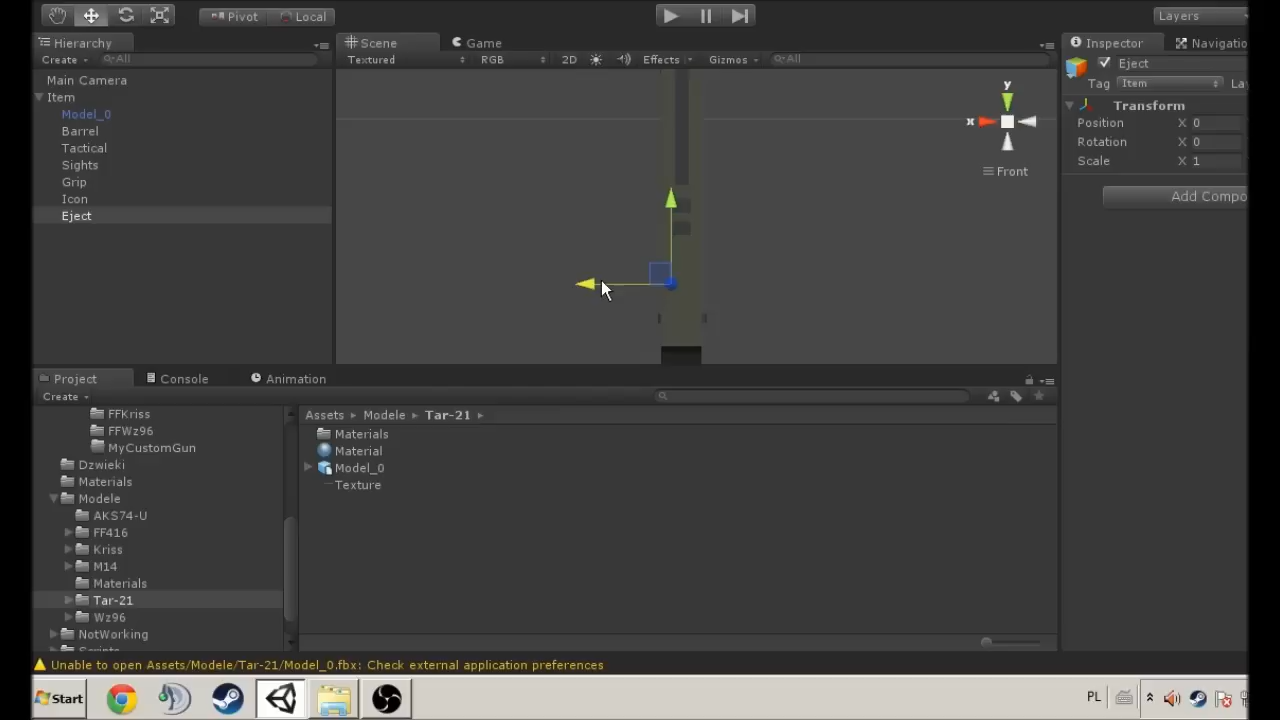 Pivot Local Layers
Hierarchy Scene Game Inspector Navigatio
Create All Textured RGB 2D Effects Gizmos All Eject
Main Camera
Tag Item La
Item
Model_0
Barrel
Tactical
Sights
Grip
Icon
Eject
y
x
Front
Transform
Position X 0
Rotation X 0
Scale X 1
Add Compo
Project Console Animation
Create
FFKriss
FFWz96
MyCustomGun
Dzwieki
Materials
Modele
AKS74-U
FF416
Kriss
M14
Materials
Tar-21
Wz96
NotWorking
Assets Modele Tar-21
Materials
Material
Model_0
Texture
Unable to open Assets/Modele/Tar-21/Model_0.fbx: Check external application preferences
Start PL